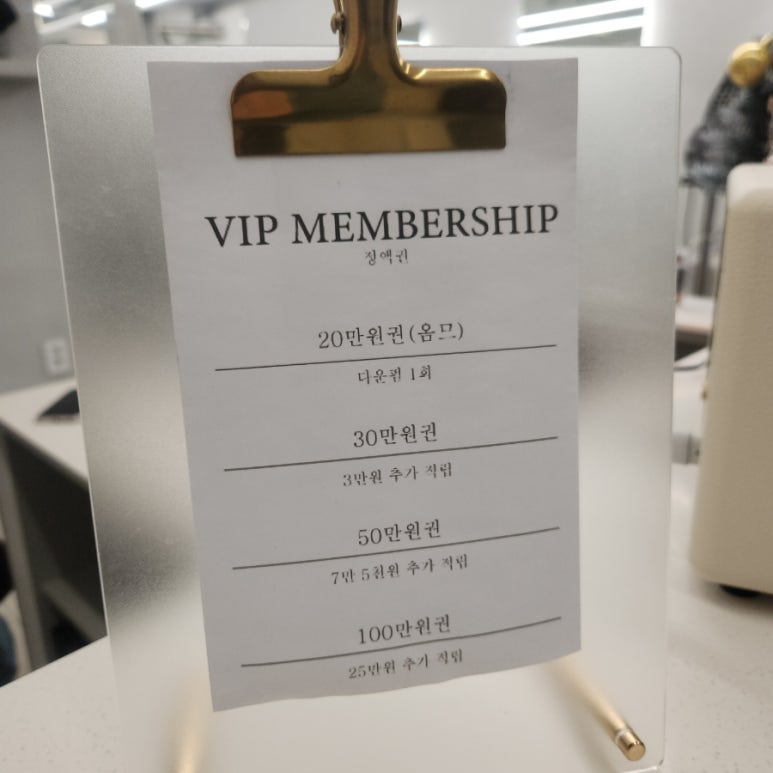 VIP MEMBERSHIP
정액권
20만원권(옴므)
다운펌 1회
30만원권
3만원 추가 적립
50만원권
7만 5천원 추가 적립
100만원권
25만원 추가 적립